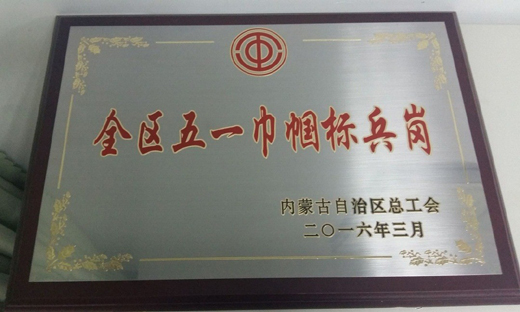 全区五一巾帼标兵岗
内蒙古自治区总工会
二〇一六年三月